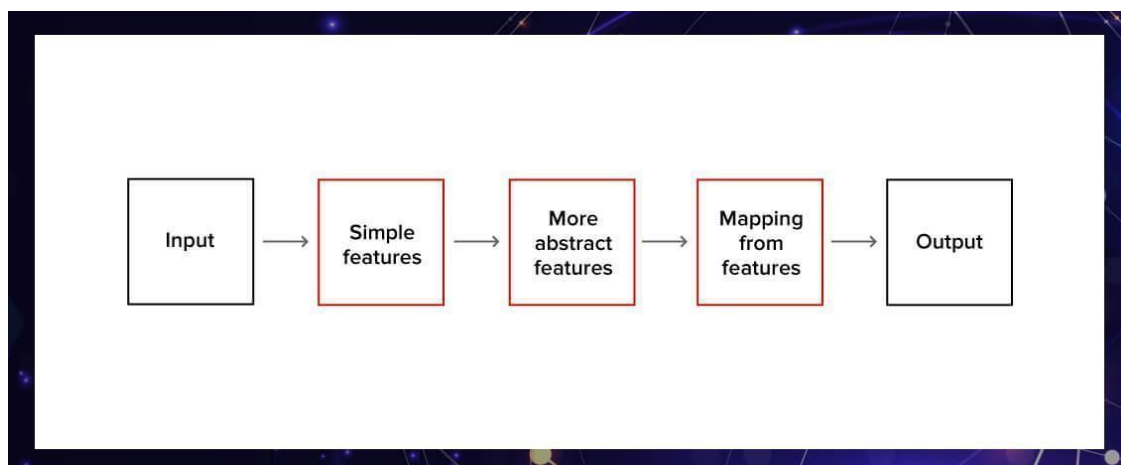 Input
Simple
features
More
abstract
features
Mapping
from
features
Output